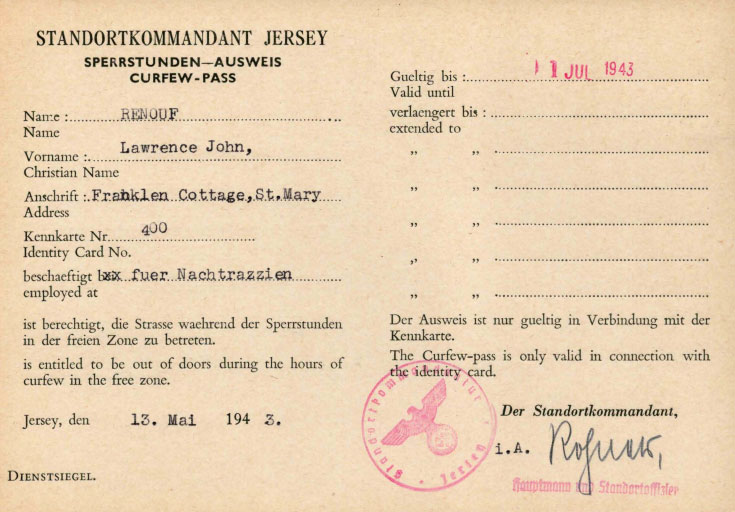 STANDORTKOMMANDANT JERSEY
SPERRSTUNDEN—AUSWEIS
CURFEW-PASS
Name : RENOUF
Name
Vorname : Lawrence John,
Christian Name
Anschrift : Franklen Cottage, St.Mary
Address
Kennkarte Nr. 400
Identity Card No.
beschaeftigt bxx fuer Nachtrazzien
employed at
ist berechtigt, die Strasse waehrend der Sperrstunden
in der freien Zone zu betreten.
is entitled to be out of doors during the hours of
curfew in the free zone.
Jersey, den 13. Mai 194 3.
DIENSTSIEGEL.
Gueltig bis : 1 JUL 1943
Valid until
verlaengert bis :
extended to
„ „
„ „
„ „
„ „
„ „
Der Ausweis ist nur gueltig in Verbindung mit der
Kennkarte.
The Curfew-pass is only valid in connection with
the identity card.
Standortkommandantur
Jersey
Der Standortkommandant,
i.A.
Hauptmann und Standortoffizier